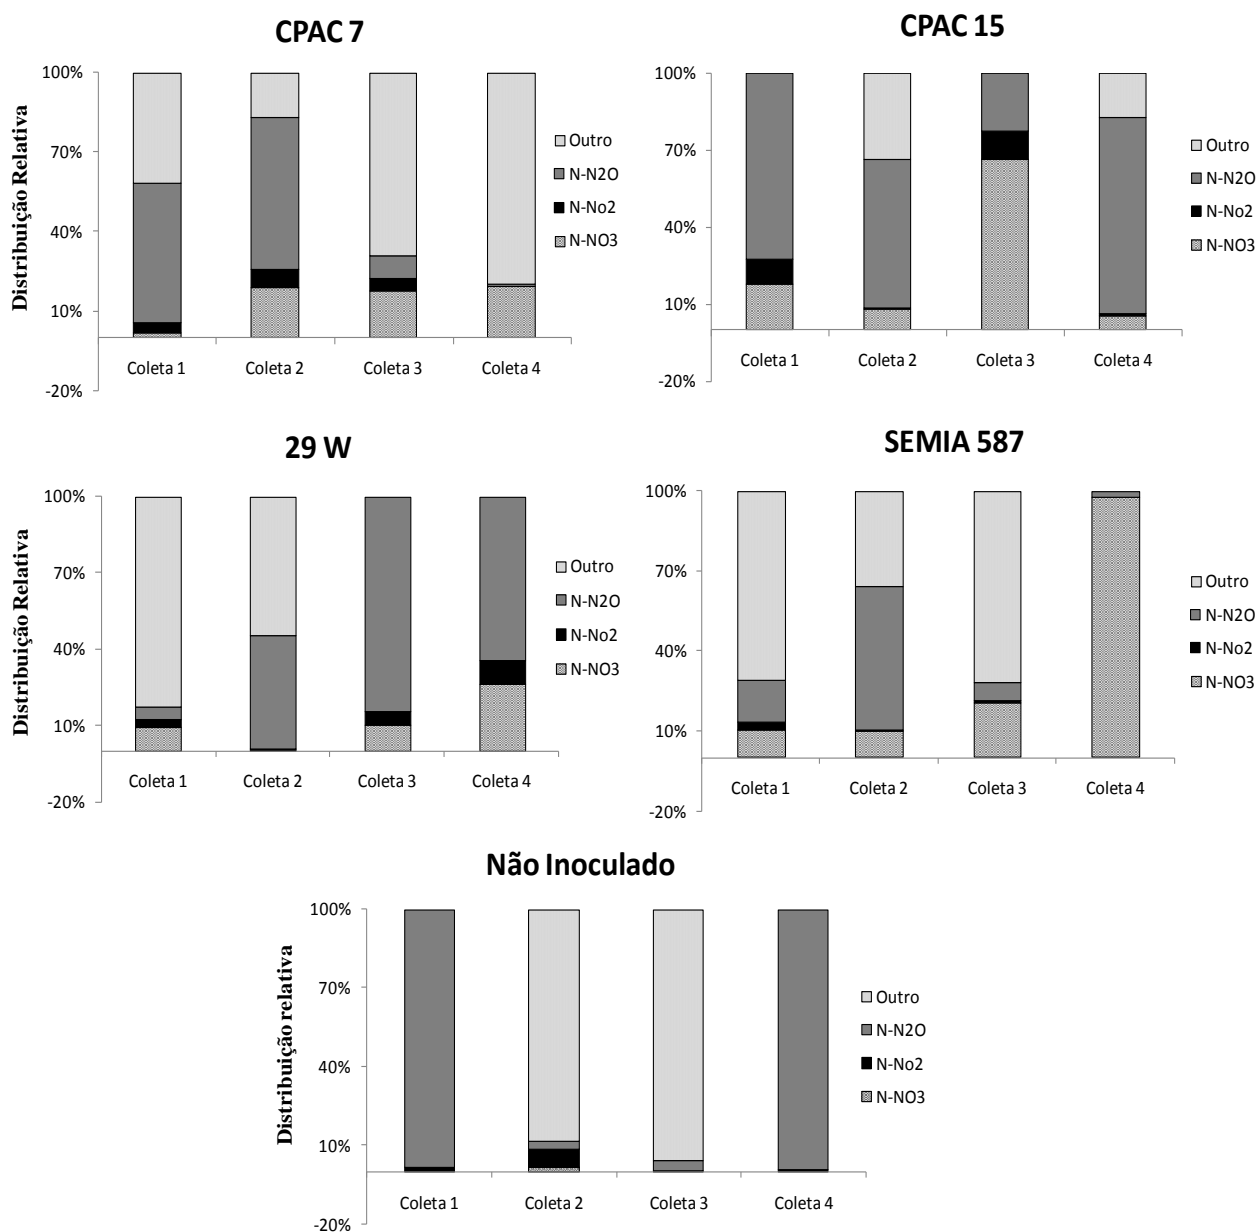 CPAC 7
100%
70%
40%
10%
-20%
Distribuição Relativa
Coleta 1 Coleta 2 Coleta 3 Coleta 4
Outro
N-N2O
N-No2
N-NO3
CPAC 15
100%
70%
40%
10%
-20%
Coleta 1 Coleta 2 Coleta 3 Coleta 4
Outro
N-N2O
N-No2
N-NO3
29 W
100%
70%
40%
10%
-20%
Distribuição Relativa
Coleta 1 Coleta 2 Coleta 3 Coleta 4
Outro
N-N2O
N-No2
N-NO3
SEMIA 587
100%
70%
40%
10%
-20%
Coleta 1 Coleta 2 Coleta 3 Coleta 4
Outro
N-N2O
N-No2
N-NO3
Não Inoculado
100%
70%
40%
10%
-20%
Distribuição relativa
Coleta 1 Coleta 2 Coleta 3 Coleta 4
Outro
N-N2O
N-No2
N-NO3